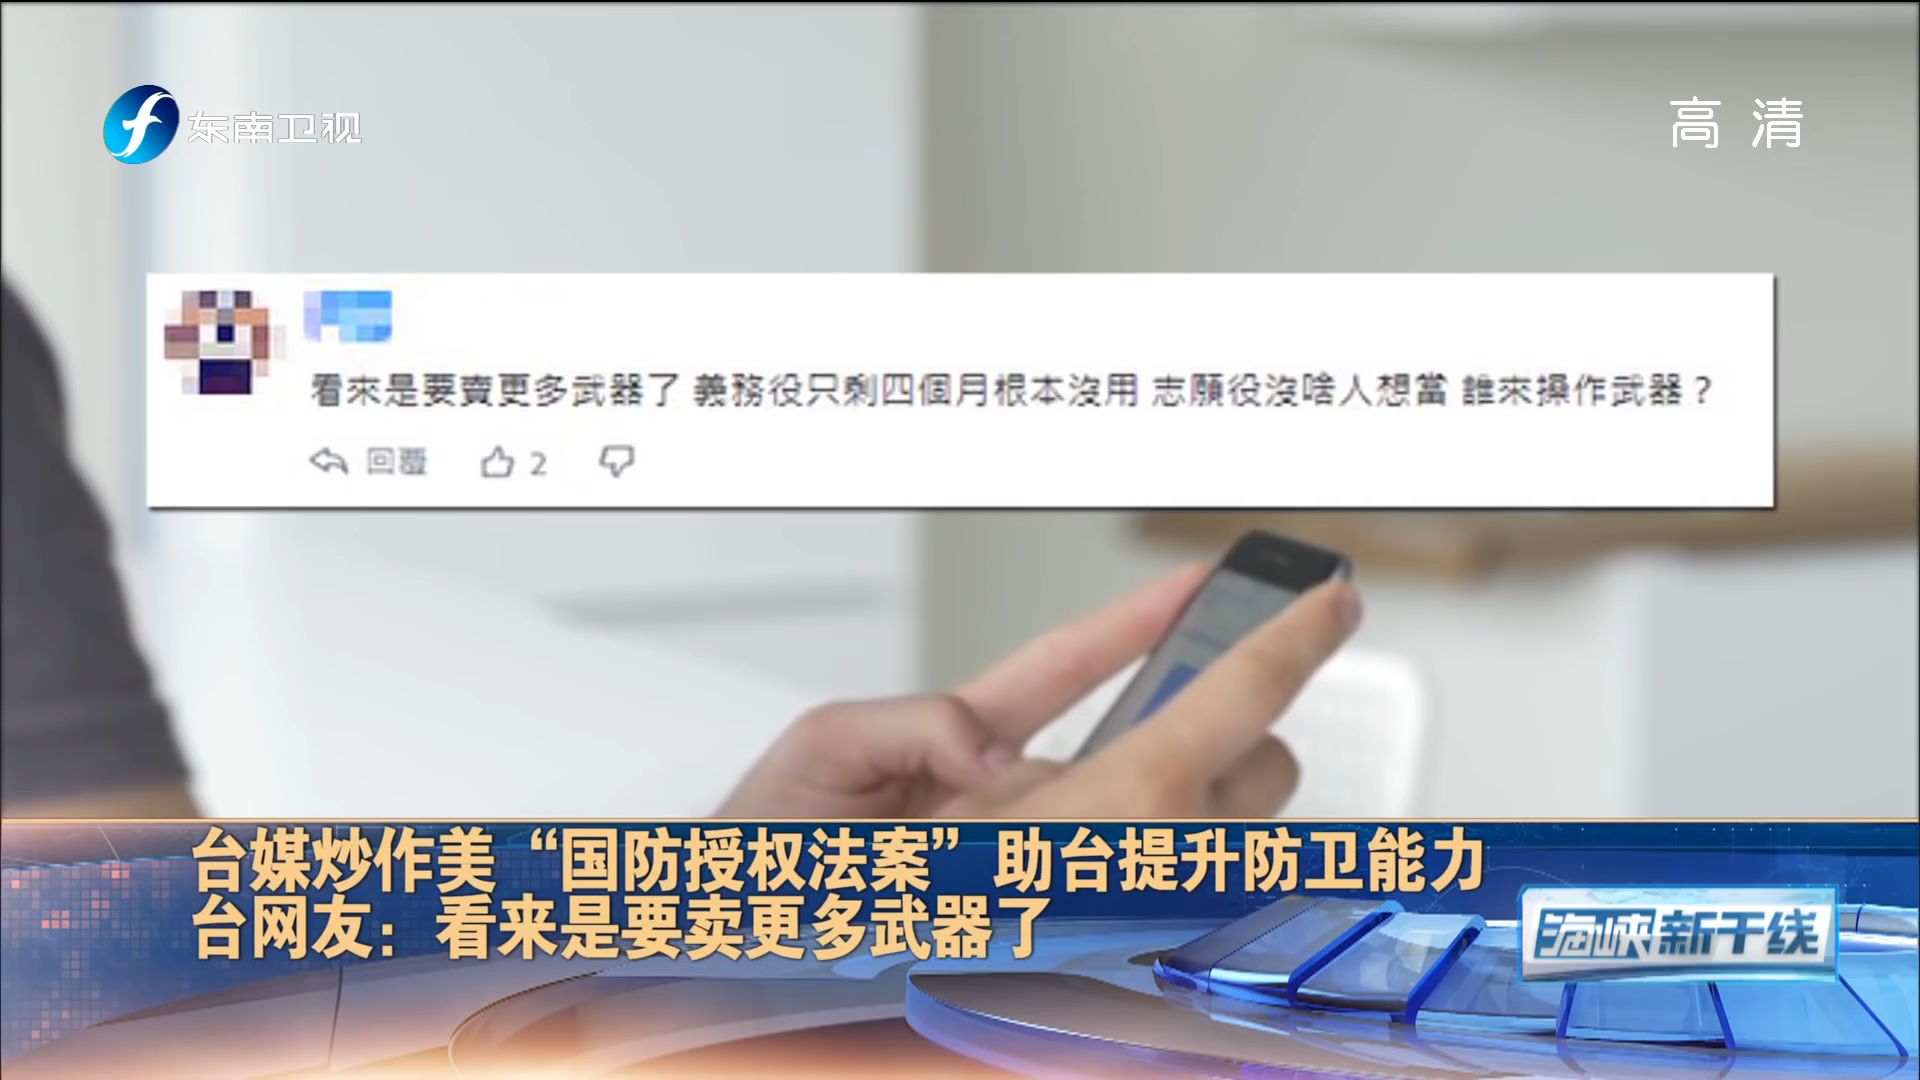 东南卫视
高清
看來是要賣更多武器了 義務役只剩四個月根本沒用 志願役沒啥人想當 誰來操作武器？
回覆 2
台媒炒作美“国防授权法案”助台提升防卫能力
台网友：看来是要卖更多武器了
海峡新干线